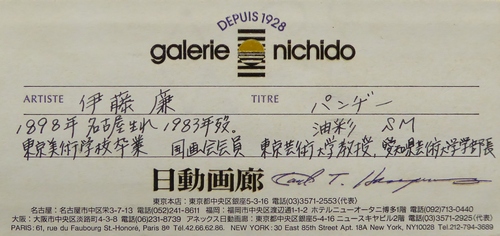 DEPUIS 1928
galerie nichido
ARTISTE 伊藤 廉 TITRE パンヂー
1898年 名古屋生れ 1983年歿。 油彩 SM
東京美術学校卒業 国画会会員 東京芸術大学教授、愛知県芸術大学学部長
日動画廊
東京本店：東京都中央区銀座5-3-16 電話(03)3571-2553(代)
名古屋：名古屋市中区栄3-7-13 電話(052)241-8611 福岡：福岡市中央区渡辺通1-1-2 ホテルニューオータニ博多1階 電話(092)713-0440
大阪：大阪市中央区淡路町4-3-8 電話(06)231-8739 アネックス日動画廊：東京都中央区銀座5-4-15 ニュースキヤビル2階 電話(03)3571-2925(代表)
PARIS: 61, rue du Faubourg St.-Honoré, Paris 8e Tel.42.66.62.86. NEW YORK: 30 East 85th Street Apt. 18A New York, NY10028 Tel.212-794-3688